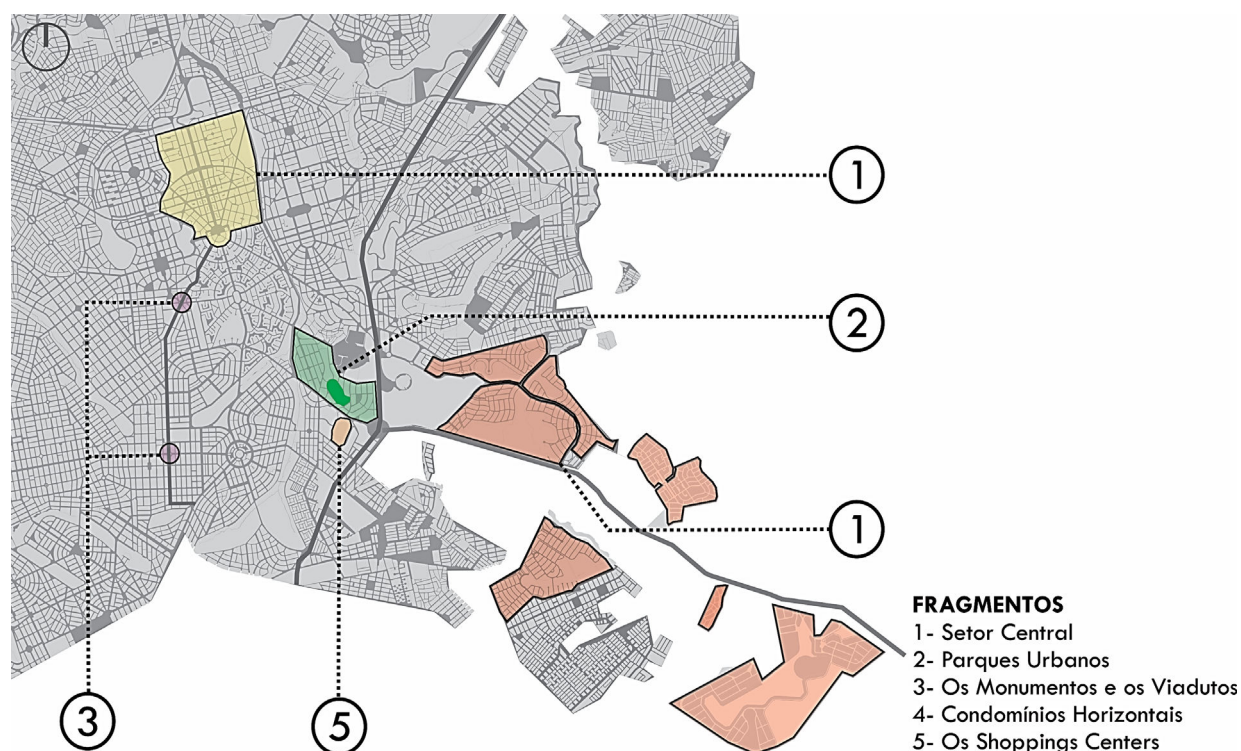 1
2
1
3
5
FRAGMENTOS
1- Setor Central
2- Parques Urbanos
3- Os Monumentos e os Viadutos
4- Condomínios Horizontais
5- Os Shoppings Centers